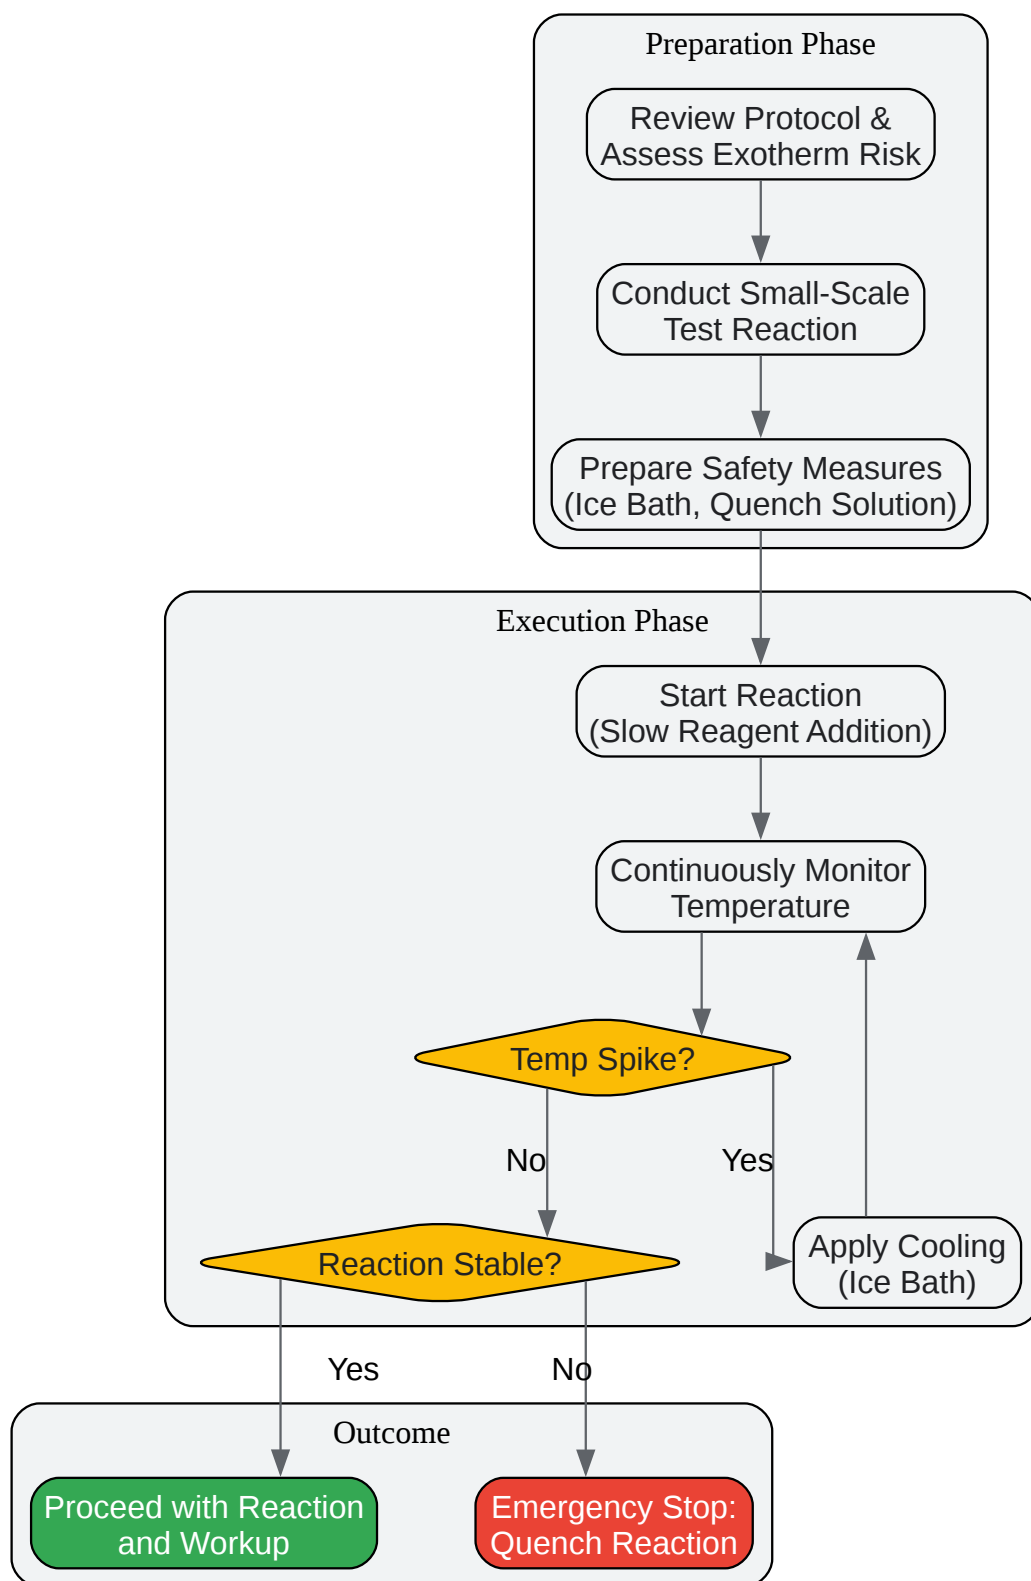 Preparation Phase
Review Protocol &
Assess Exotherm Risk
Conduct Small-Scale
Test Reaction
Prepare Safety Measures
(Ice Bath, Quench Solution)
Execution Phase
Start Reaction
(Slow Reagent Addition)
Continuously Monitor
Temperature
Temp Spike?
No
Yes
Reaction Stable?
Apply Cooling
(Ice Bath)
Yes
No
Outcome
Proceed with Reaction
and Workup
Emergency Stop:
Quench Reaction